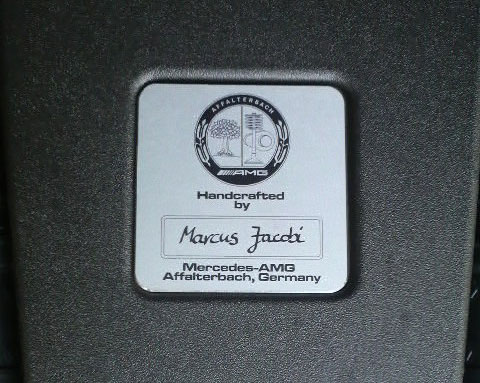 AFFALTERBACH
AMG
Handcrafted
by
Marcus Jacobi
Mercedes-AMG
Affalterbach, Germany